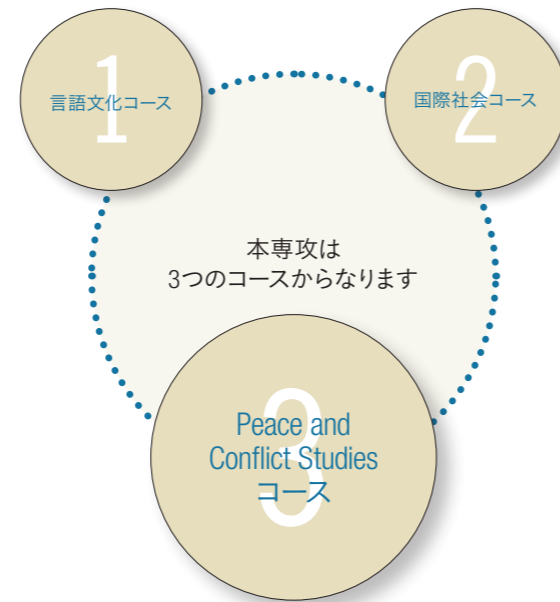 1
言語文化コース
2
国際社会コース
本専攻は
3つのコースからなります
3
Peace and
Conflict Studies
コース